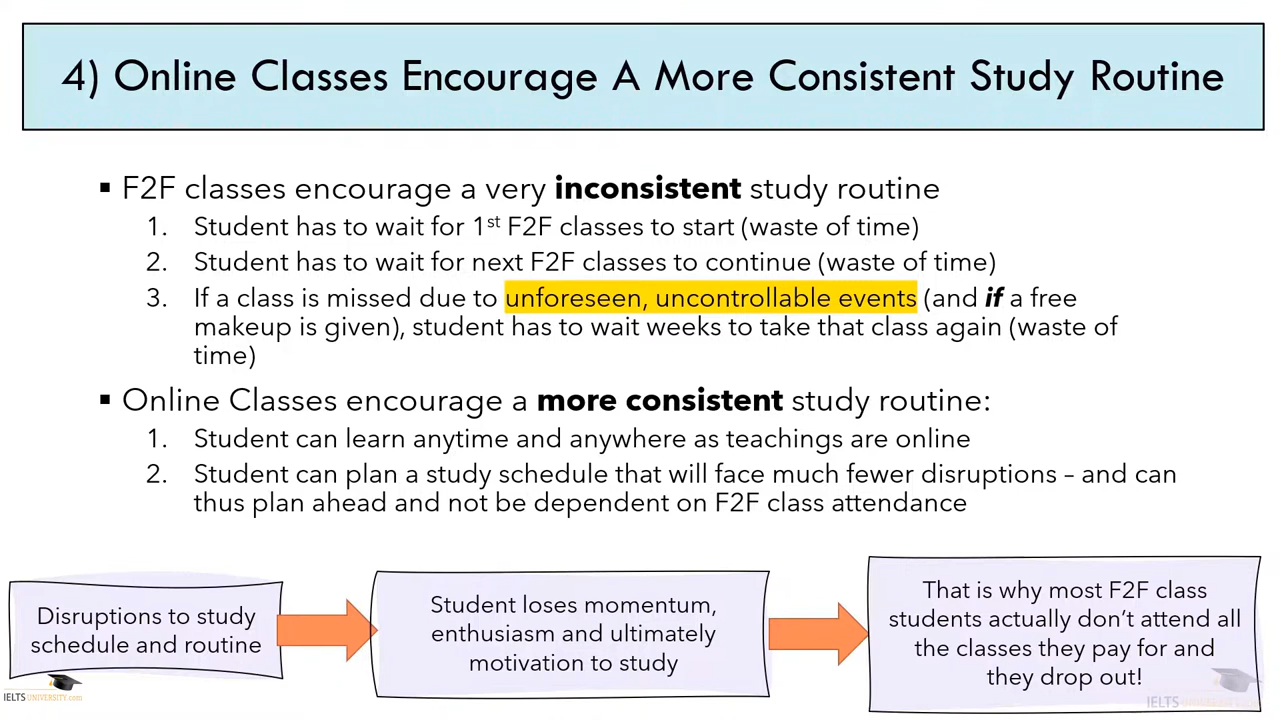 4) Online Classes Encourage A More Consistent Study Routine
▪ F2F classes encourage a very inconsistent study routine
1. Student has to wait for 1st F2F classes to start (waste of time)
2. Student has to wait for next F2F classes to continue (waste of time)
3. If a class is missed due to unforeseen, uncontrollable events (and if a free
makeup is given), student has to wait weeks to take that class again (waste of
time)
▪ Online Classes encourage a more consistent study routine:
1. Student can learn anytime and anywhere as teachings are online
2. Student can plan a study schedule that will face much fewer disruptions – and can
thus plan ahead and not be dependent on F2F class attendance
Disruptions to study
schedule and routine
Student loses momentum,
enthusiasm and ultimately
motivation to study
That is why most F2F class
students actually don't attend all
the classes they pay for and
they drop out!
IELTS UNIVERSITY.com
IELTS UNIVERSITY.com